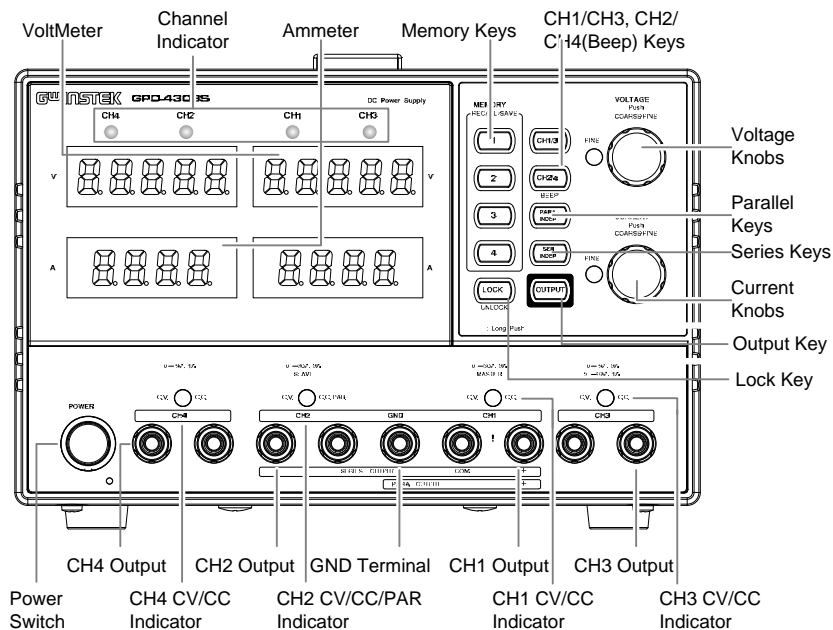 VoltMeter
Channel
Indicator
Ammeter
Memory Keys
CH1/CH3, CH2/
CH4(Beep) Keys
GWINSTEK GPD-4303S
DC Power Supply
CH4
CH2
CH1
CH3
V
V
A
A
MEMORY
RECALL/SAVE
1
2
3
4
LOCK
UNLOCK
CH1/3
CH2/4
BEEP
PARA/
INDEP
SER/
INDEP
OUTPUT
: Long Push
VOLTAGE
Push
COARSE/FINE
FINE
Push
COARSE/FINE
FINE
Voltage
Knobs
Parallel
Keys
Series Keys
Current
Knobs
Output Key
Lock Key
POWER
C.V.
CH4
SLAVE
C.V.
CH2
GND
MASTER
C.V.
C.C.
CH1
!
C.V.
C.C.
CH3
SERIES OUTPUT
COM
+
+
CH4 Output
CH2 Output
GND Terminal
CH1 Output
CH3 Output
Power
Switch
CH4 CV/CC
Indicator
CH2 CV/CC/PAR
Indicator
CH1 CV/CC
Indicator
CH3 CV/CC
Indicator